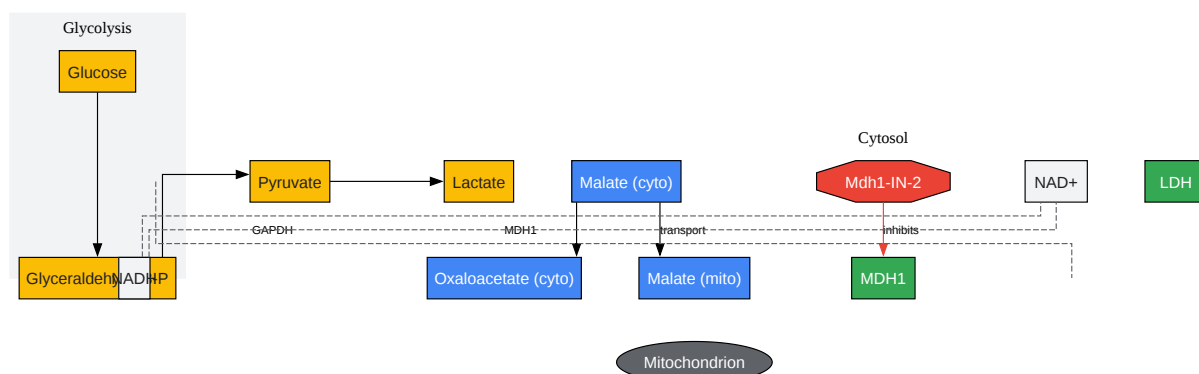 Glycolysis
Glucose
Cytosol
Pyruvate
Lactate
Malate (cyto)
Mdh1-IN-2
NAD+
LDH
GAPDH
MDH1
transport
inhibits
NADH
Oxaloacetate (cyto)
Malate (mito)
MDH1
Mitochondrion